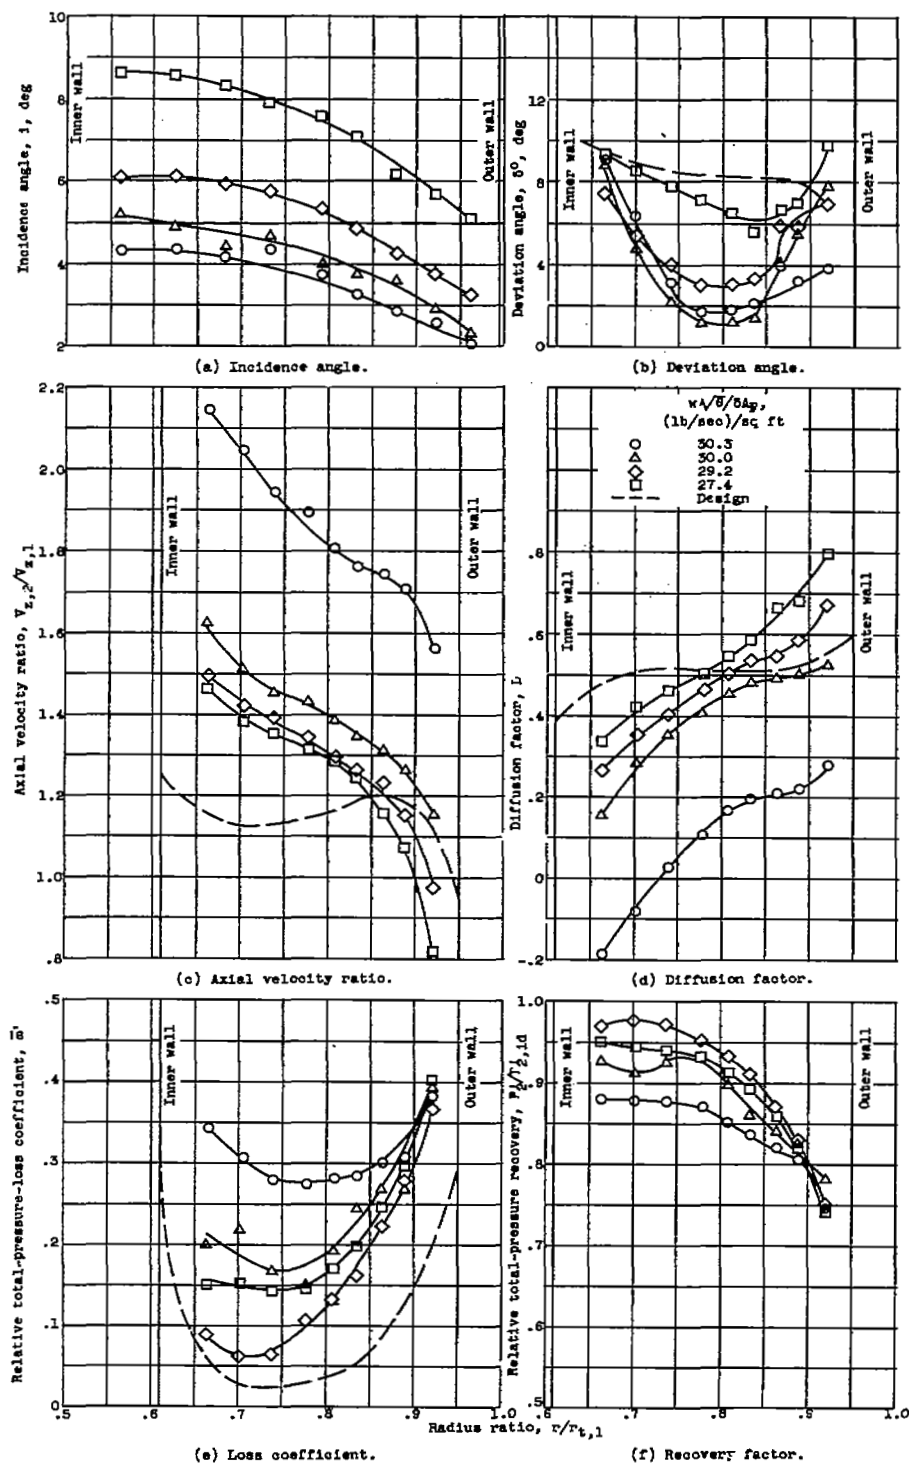 10
8
6
4
2
Incidence angle, i, deg
Inner wall
Outer wall
(a) Incidence angle.
12
8
4
0
Deviation angle, δ°, deg
Inner wall
Outer wall
(b) Deviation angle.
2.2
2.0
1.8
1.6
1.4
1.2
1.0
.8
Axial velocity ratio, V_z,2/V_z,1
Inner wall
Outer wall
(c) Axial velocity ratio.
(lb/sec)/sq ft
30.3
30.0
29.2
27.4
Design
.8
.6
.4
.2
0
-.2
Diffusion factor,
Inner wall
Outer wall
(d) Diffusion factor.
.5
.4
.3
.2
.1
0
Relative total-pressure-loss coefficient,
Inner wall
Outer wall
.5 .6 .7 .8 .9 1.0
(e) Loss coefficient.
1.0
.9
.8
.7
.6
.5
Relative total-pressure recovery,
Inner wall
Outer wall
.6 .7 .8 .9 1.0
Radius ratio, r/r_t,1
(f) Recovery factor.